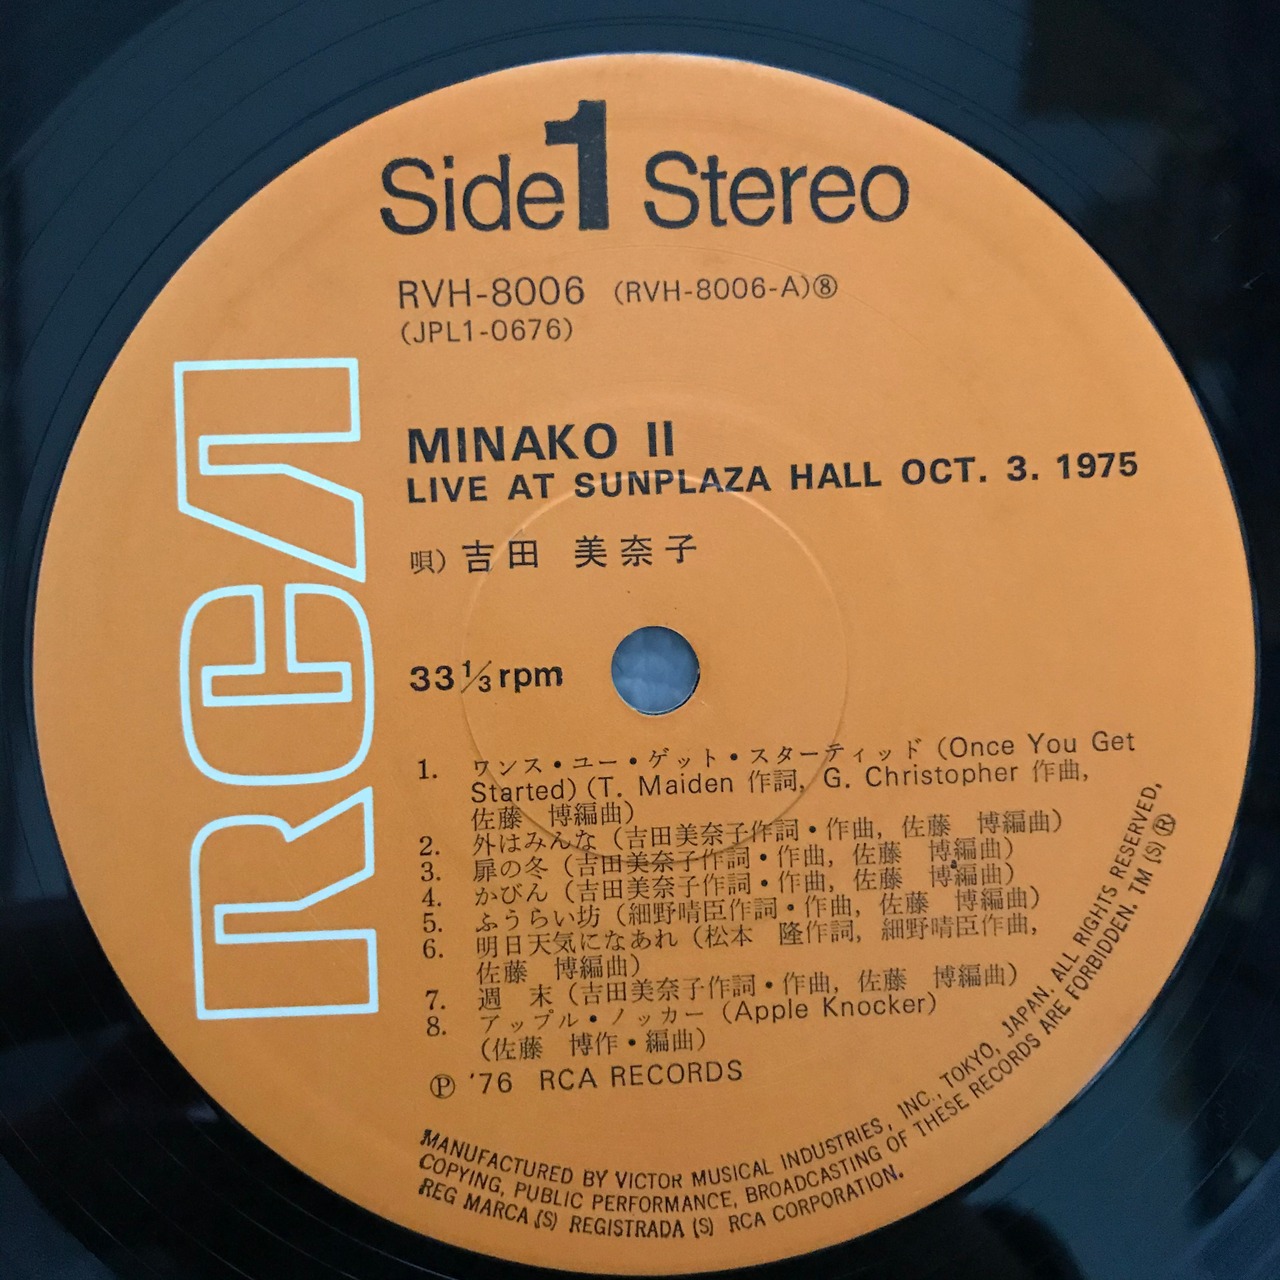 Side 1 Stereo
RVH-8006 (RVH-8006-A)⑧
(JPL1-0676)
RCA
MINAKO II
LIVE AT SUNPLAZA HALL OCT. 3. 1975
唄) 吉田 美奈子
33⅓ rpm
1. ワンス・ユー・ゲット・スターティッド (Once You Get
Started) (T. Maiden 作詞, G. Christopher 作曲,
佐藤 博編曲)
2. 外はみんな (吉田美奈子作詞・作曲, 佐藤 博編曲)
3. 扉の冬 (吉田美奈子作詞・作曲, 佐藤 博編曲)
4. かびん (吉田美奈子作詞・作曲, 佐藤 博編曲)
5. ふうらい坊 (細野晴臣作詞・作曲, 佐藤 博編曲)
6. 明日天気になあれ (松本 隆作詞, 細野晴臣作曲,
佐藤 博編曲)
7. 週 末 (吉田美奈子作詞・作曲, 佐藤 博編曲)
8. アップル・ノッカー (Apple Knocker)
(佐藤 博作・編曲)
Ⓟ '76 RCA RECORDS
MANUFACTURED BY VICTOR MUSICAL INDUSTRIES, INC., TOKYO, JAPAN. ALL RIGHTS RESERVED,
COPYING, PUBLIC PERFORMANCE, BROADCASTING OF THESE RECORDS ARE FORBIDDEN. TM (S) ®
REG MARCA (S) REGISTRADA (S) RCA CORPORATION.